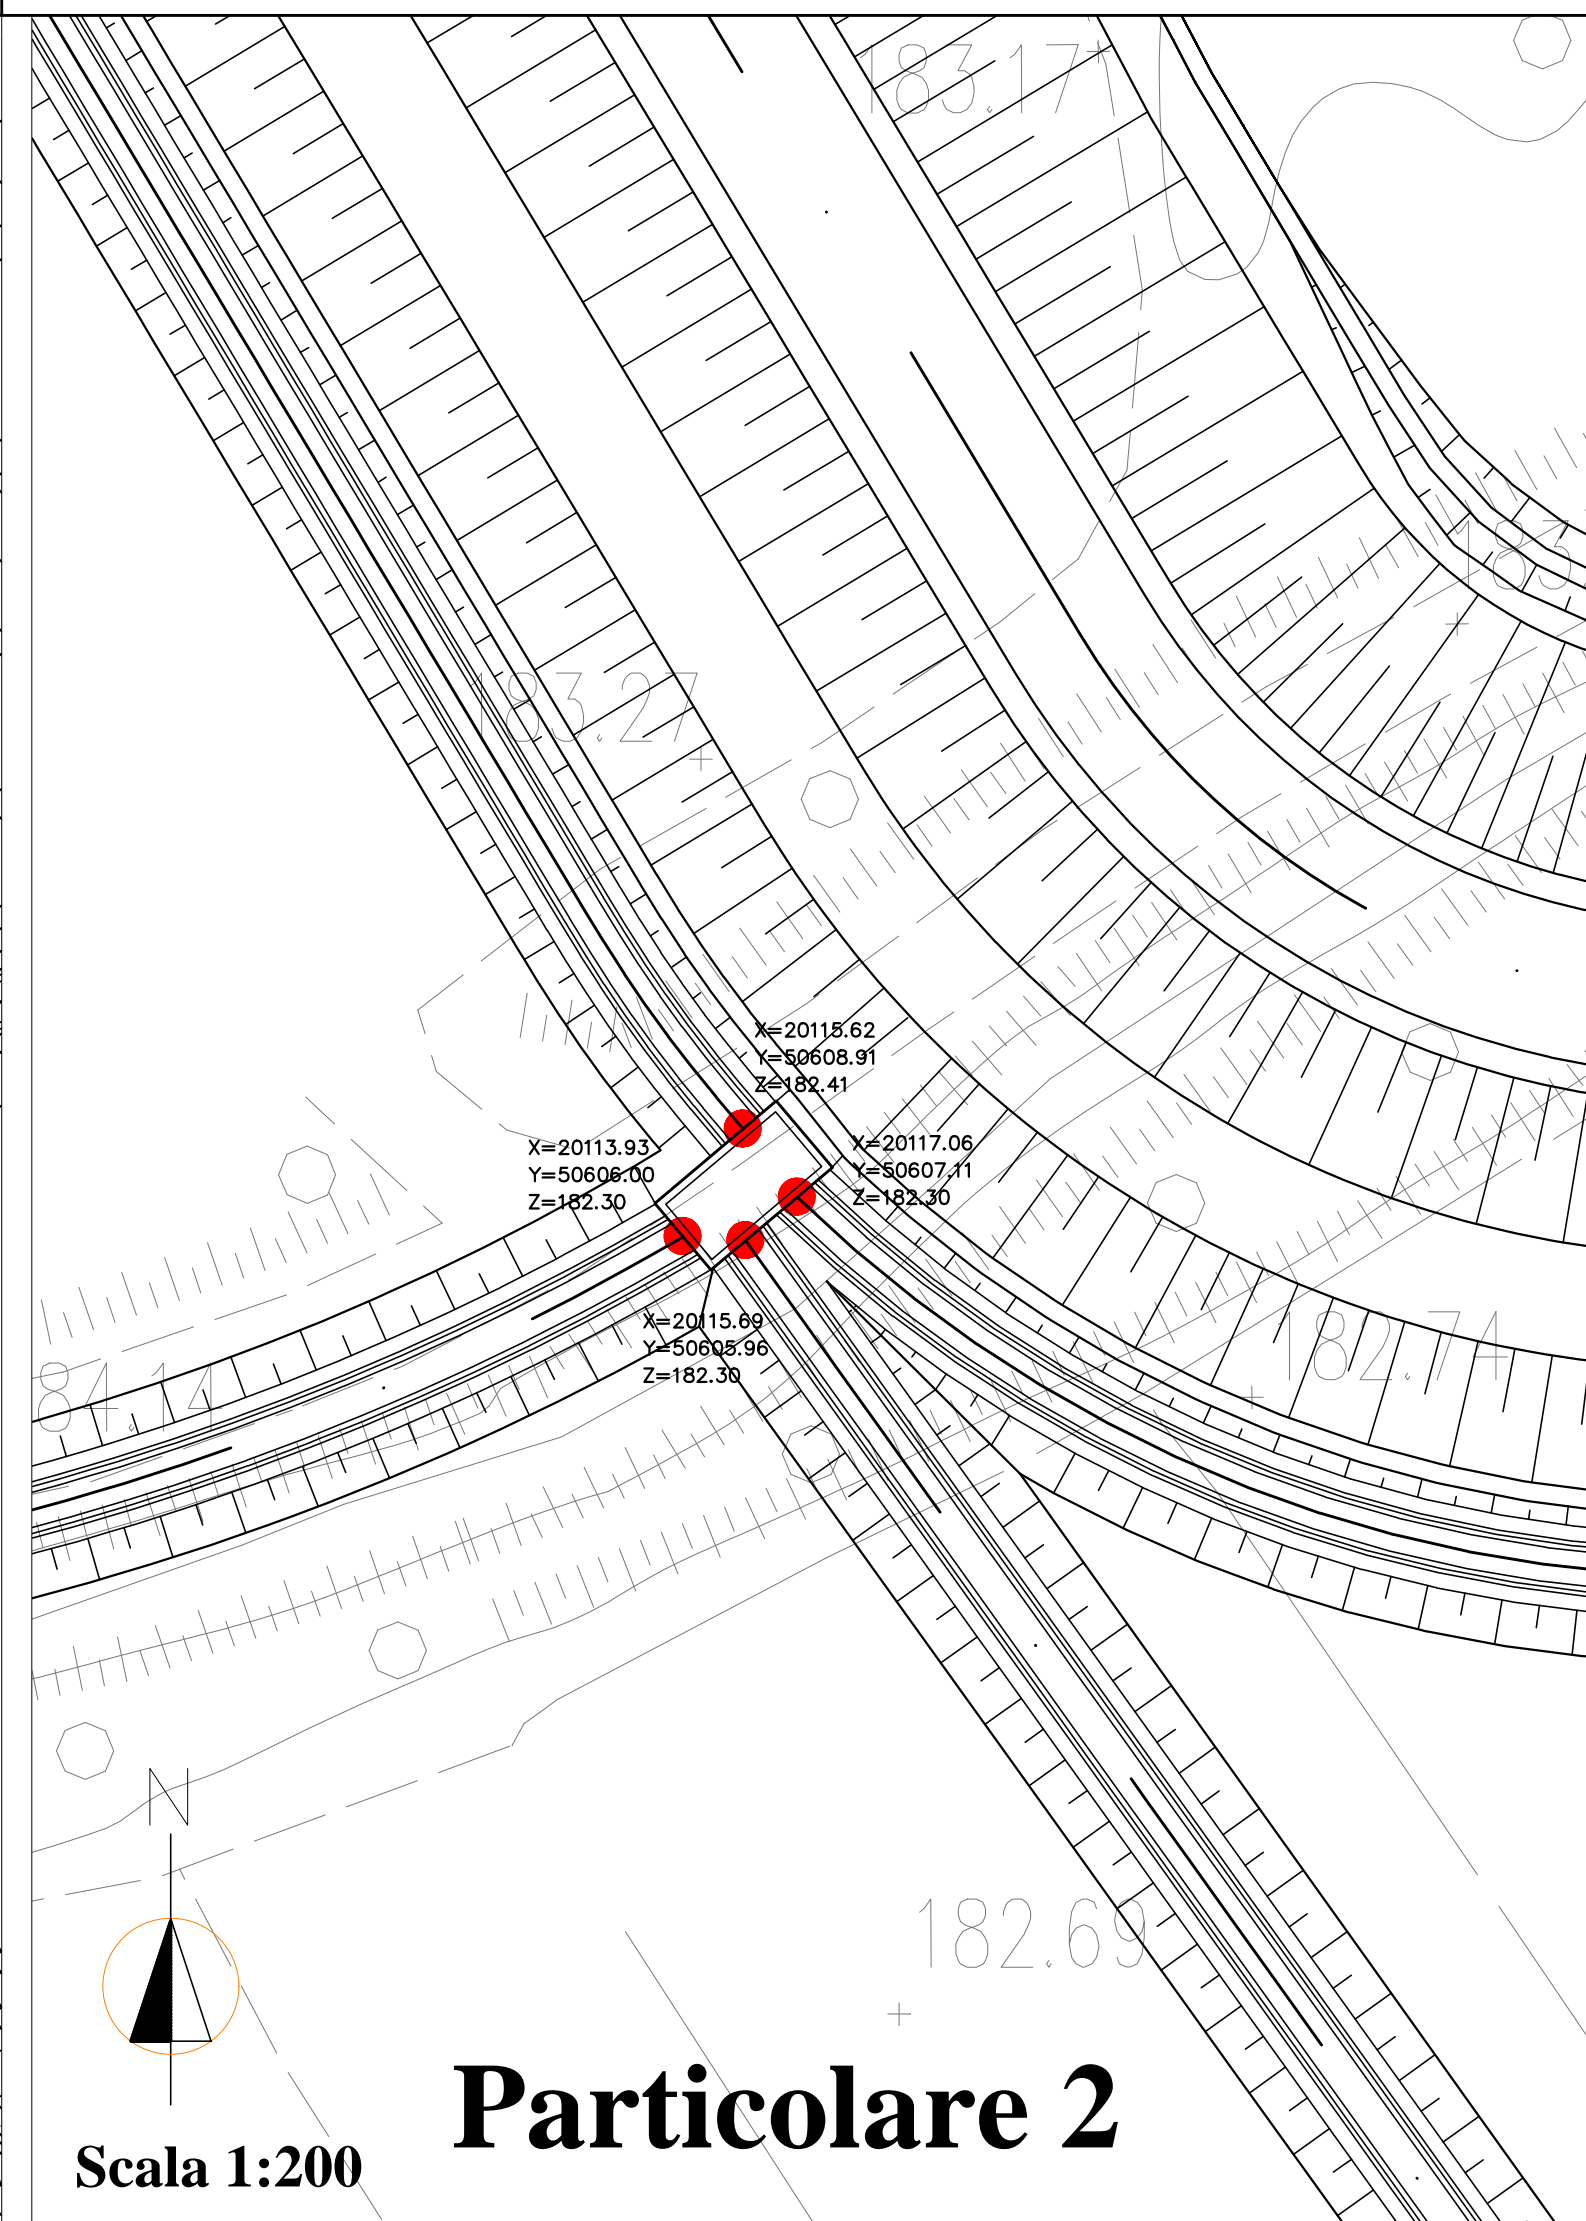 183.17
183.
183.27
X=20115.62
Y=50608.91
Z=182.41
X=20113.93
Y=50606.00
Z=182.30
X=20117.06
Y=50607.11
Z=182.30
X=20115.69
Y=50605.96
Z=182.30
182.74
84.14
N
182.69
Particolare 2
Scala 1:200